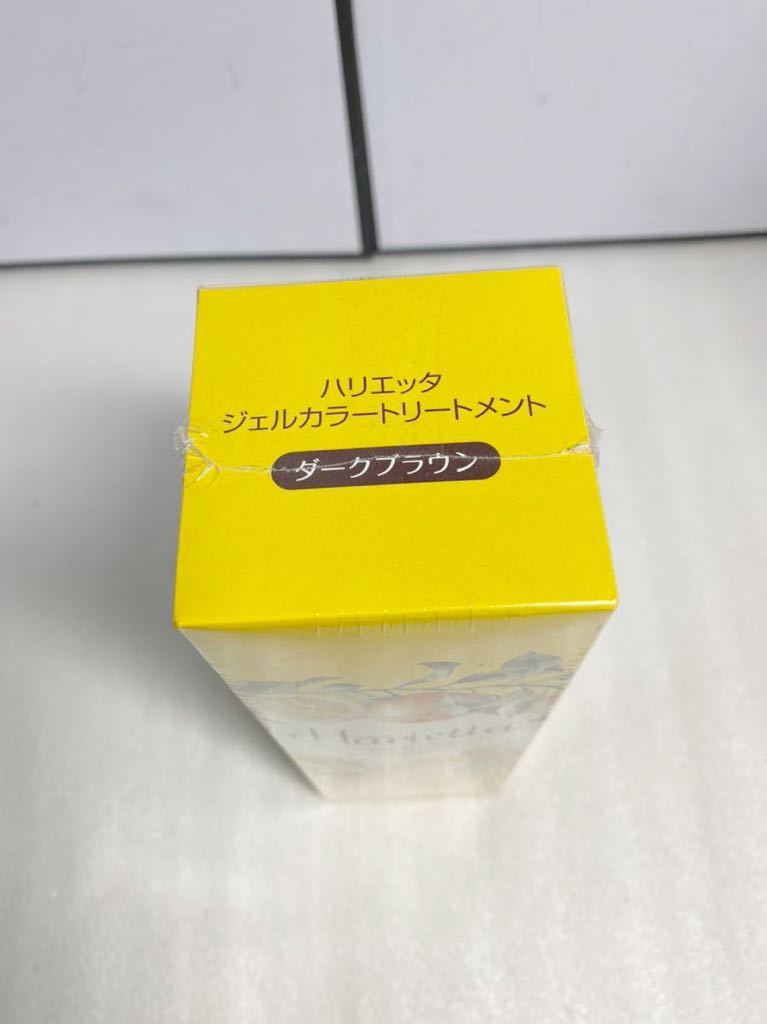 ハリエッタ
ジェルカラートリートメント
ダークブラウン
Harietta